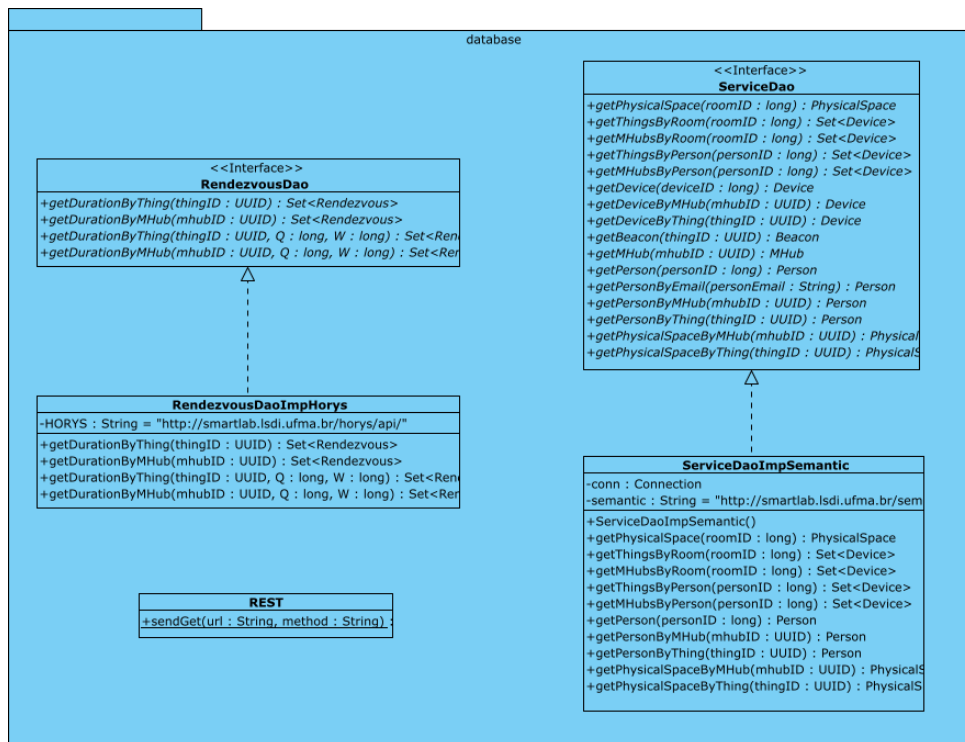 database
<<Interface>>
RendezvousDao
+getDurationByThing(thingID : UUID) : Set<Rendezvous>
+getDurationByMHub(mhubID : UUID) : Set<Rendezvous>
+getDurationByThing(thingID : UUID, Q : long, W : long) : Set<Ren
+getDurationByMHub(mhubID : UUID, Q : long, W : long) : Set<Rer
RendezvousDaoImpHorys
-HORYS : String = "http://smartlab.lsdi.ufma.br/horys/api/"
+getDurationByThing(thingID : UUID) : Set<Rendezvous>
+getDurationByMHub(mhubID : UUID) : Set<Rendezvous>
+getDurationByThing(thingID : UUID, Q : long, W : long) : Set<Ren
+getDurationByMHub(mhubID : UUID, Q : long, W : long) : Set<Rer
REST
+sendGet(url : String, method : String) :
<<Interface>>
ServiceDao
+getPhysicalSpace(roomID : long) : PhysicalSpace
+getThingsByRoom(roomID : long) : Set<Device>
+getMHubsByRoom(roomID : long) : Set<Device>
+getThingsByPerson(personID : long) : Set<Device>
+getMHubsByPerson(personID : long) : Set<Device>
+getDevice(deviceID : long) : Device
+getDeviceByMHub(mhubID : UUID) : Device
+getDeviceByThing(thingID : UUID) : Device
+getBeacon(thingID : UUID) : Beacon
+getMHub(mhubID : UUID) : MHub
+getPerson(personID : long) : Person
+getPersonByEmail(personEmail : String) : Person
+getPersonByMHub(mhubID : UUID) : Person
+getPersonByThing(thingID : UUID) : Person
+getPhysicalSpaceByMHub(mhubID : UUID) : Physical
+getPhysicalSpaceByThing(thingID : UUID) : PhysicalS
ServiceDaoImpSemantic
-conn : Connection
-semantic : String = "http://smartlab.lsdi.ufma.br/sem
+ServiceDaoImpSemantic()
+getPhysicalSpace(roomID : long) : PhysicalSpace
+getThingsByRoom(roomID : long) : Set<Device>
+getMHubsByRoom(roomID : long) : Set<Device>
+getThingsByPerson(personID : long) : Set<Device>
+getMHubsByPerson(personID : long) : Set<Device>
+getPerson(personID : long) : Person
+getPersonByMHub(mhubID : UUID) : Person
+getPersonByThing(thingID : UUID) : Person
+getPhysicalSpaceByMHub(mhubID : UUID) : PhysicalS
+getPhysicalSpaceByThing(thingID : UUID) : PhysicalS